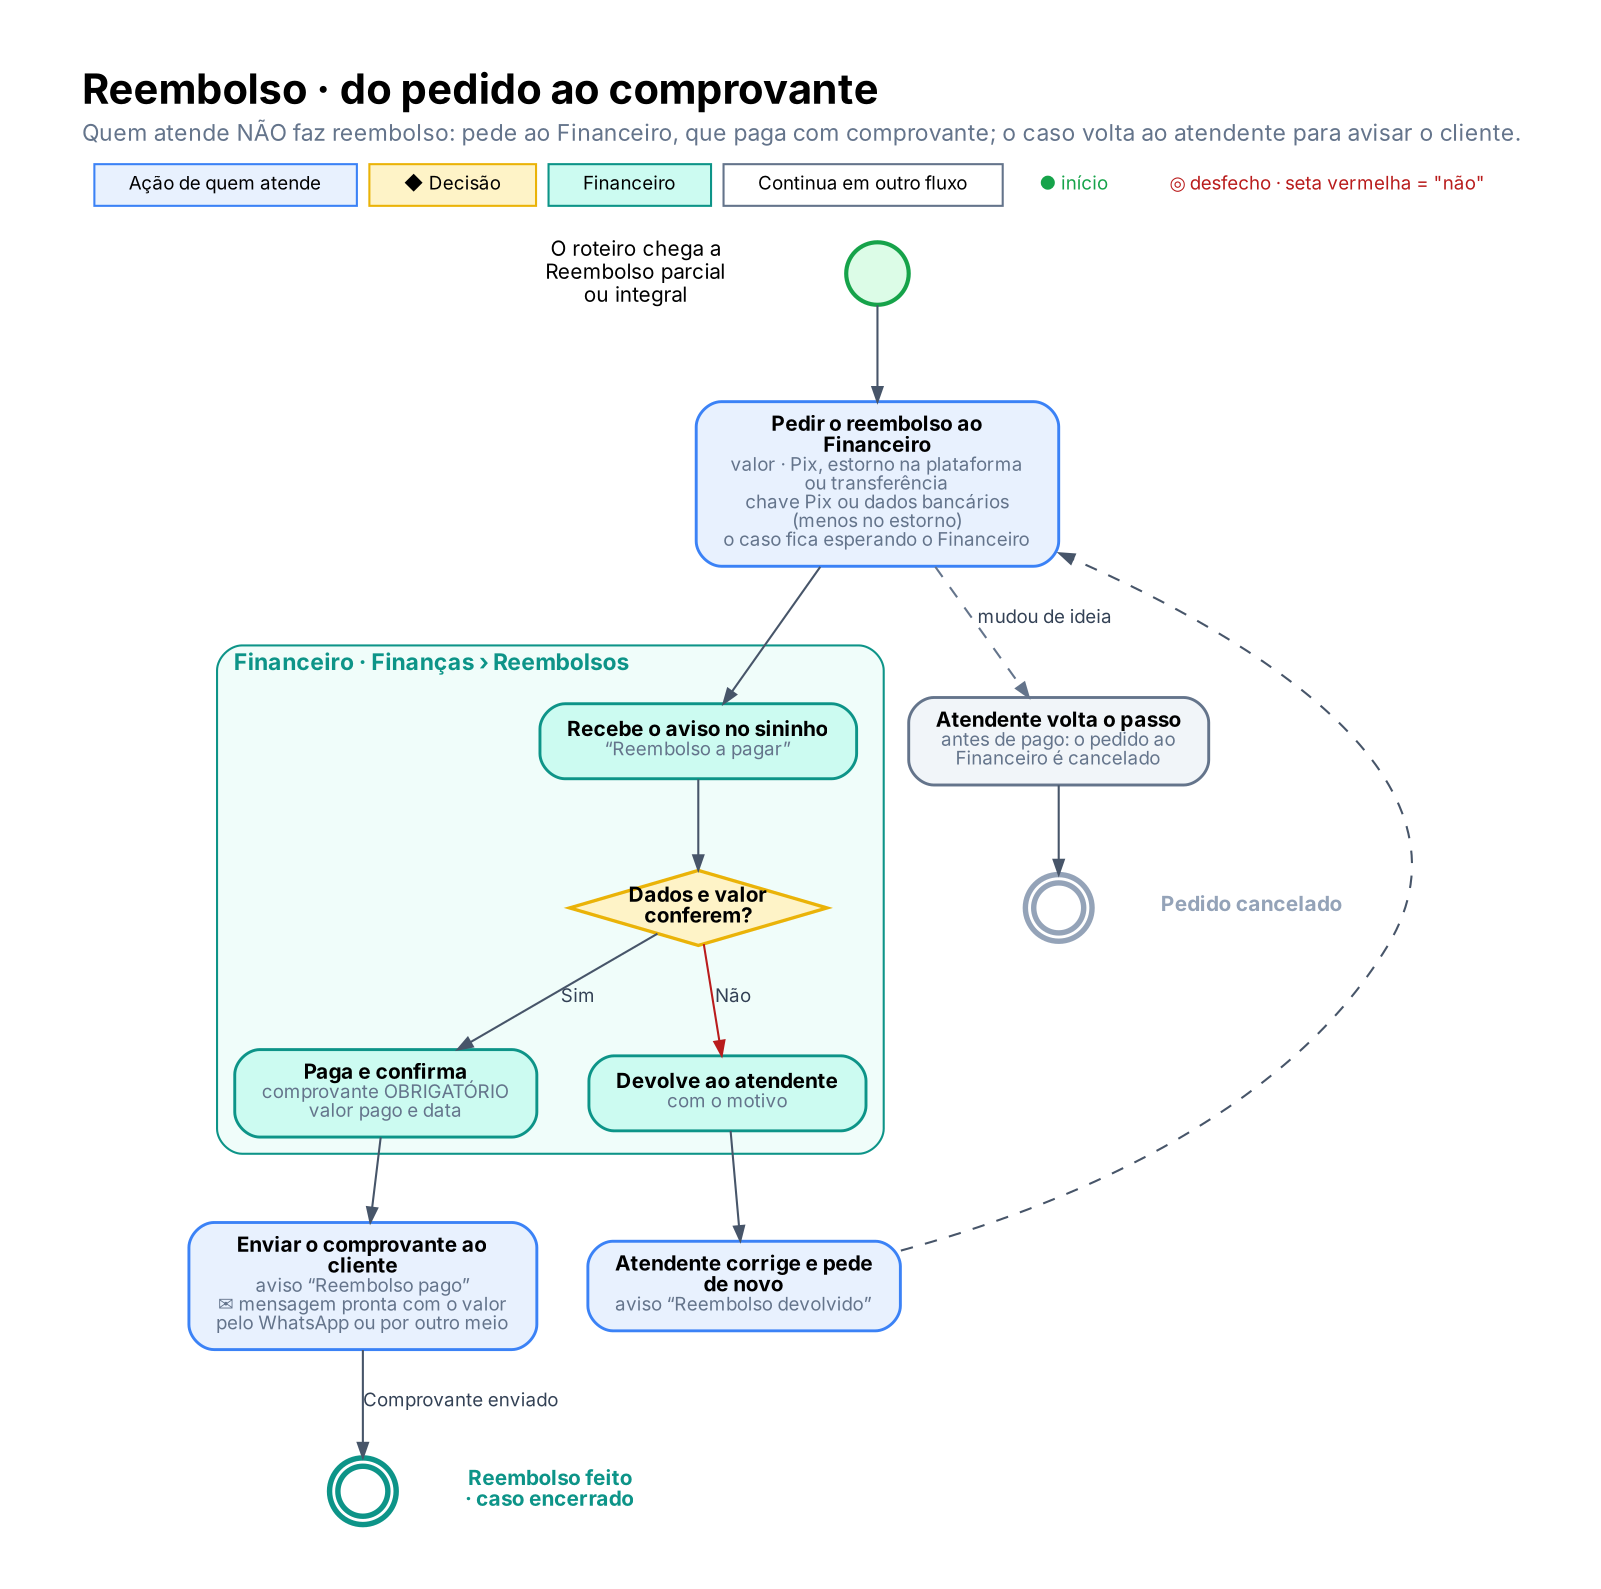 Reembolso · do pedido ao comprovante
Quem atende NÃO faz reembolso: pede ao Financeiro, que paga com comprovante; o caso volta ao atendente para avisar o cliente.
Ação de quem atende
◆ Decisão
Financeiro
Continua em outro fluxo
● início
◎ desfecho · seta vermelha = "não"
O roteiro chega a
Reembolso parcial
ou integral
Pedir o reembolso ao
Financeiro
valor · Pix, estorno na plataforma
ou transferência
chave Pix ou dados bancários
(menos no estorno)
o caso fica esperando o Financeiro
mudou de ideia
Financeiro · Finanças › Reembolsos
Recebe o aviso no sininho
“Reembolso a pagar”
Atendente volta o passo
antes de pago: o pedido ao
Financeiro é cancelado
Dados e valor
conferem?
Pedido cancelado
Sim
Não
Paga e confirma
comprovante OBRIGATÓRIO
valor pago e data
Devolve ao atendente
com o motivo
Enviar o comprovante ao
cliente
aviso “Reembolso pago”
✉ mensagem pronta com o valor
pelo WhatsApp ou por outro meio
Atendente corrige e pede
de novo
aviso “Reembolso devolvido”
Comprovante enviado
Reembolso feito
· caso encerrado